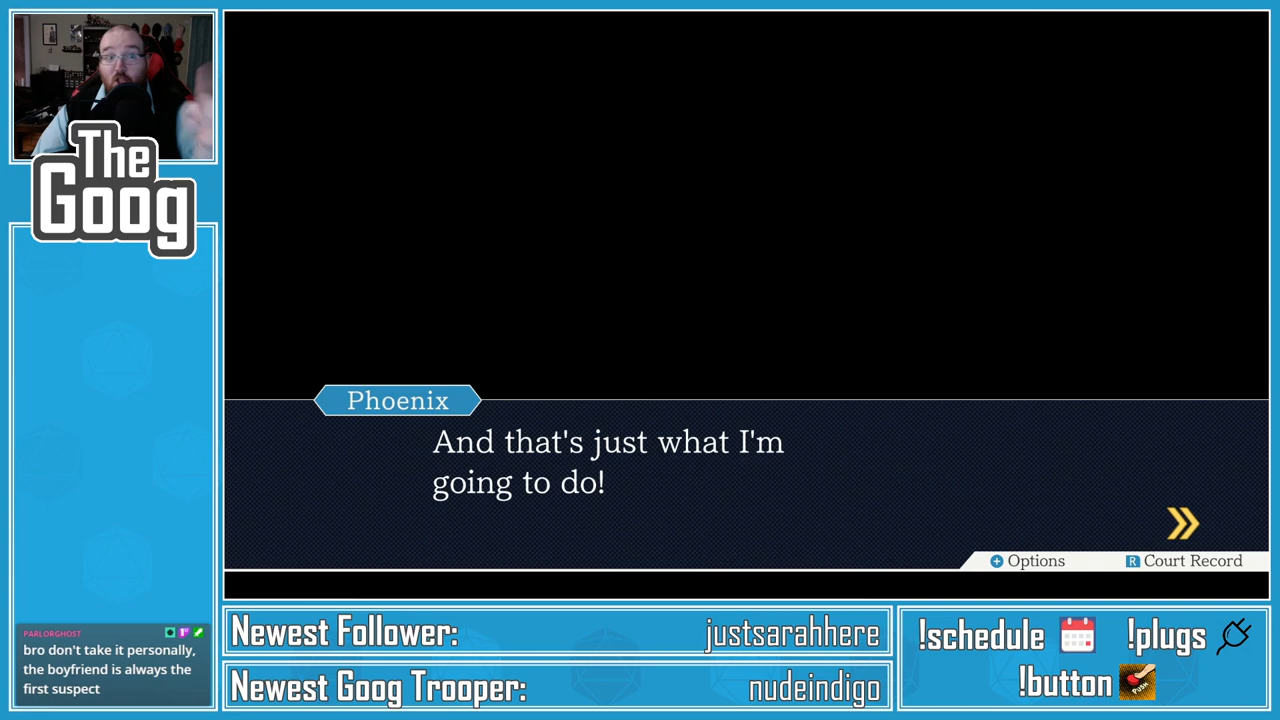 The
Goog
Phoenix
And that's just what I'm
going to do!
+ Options
R Court Record
PARLORGHOST
bro don't take it personally,
the boyfriend is always the
first suspect
Newest Follower: justsarahhere
Newest Goog Trooper: nudeindigo
!schedule !plugs
!button